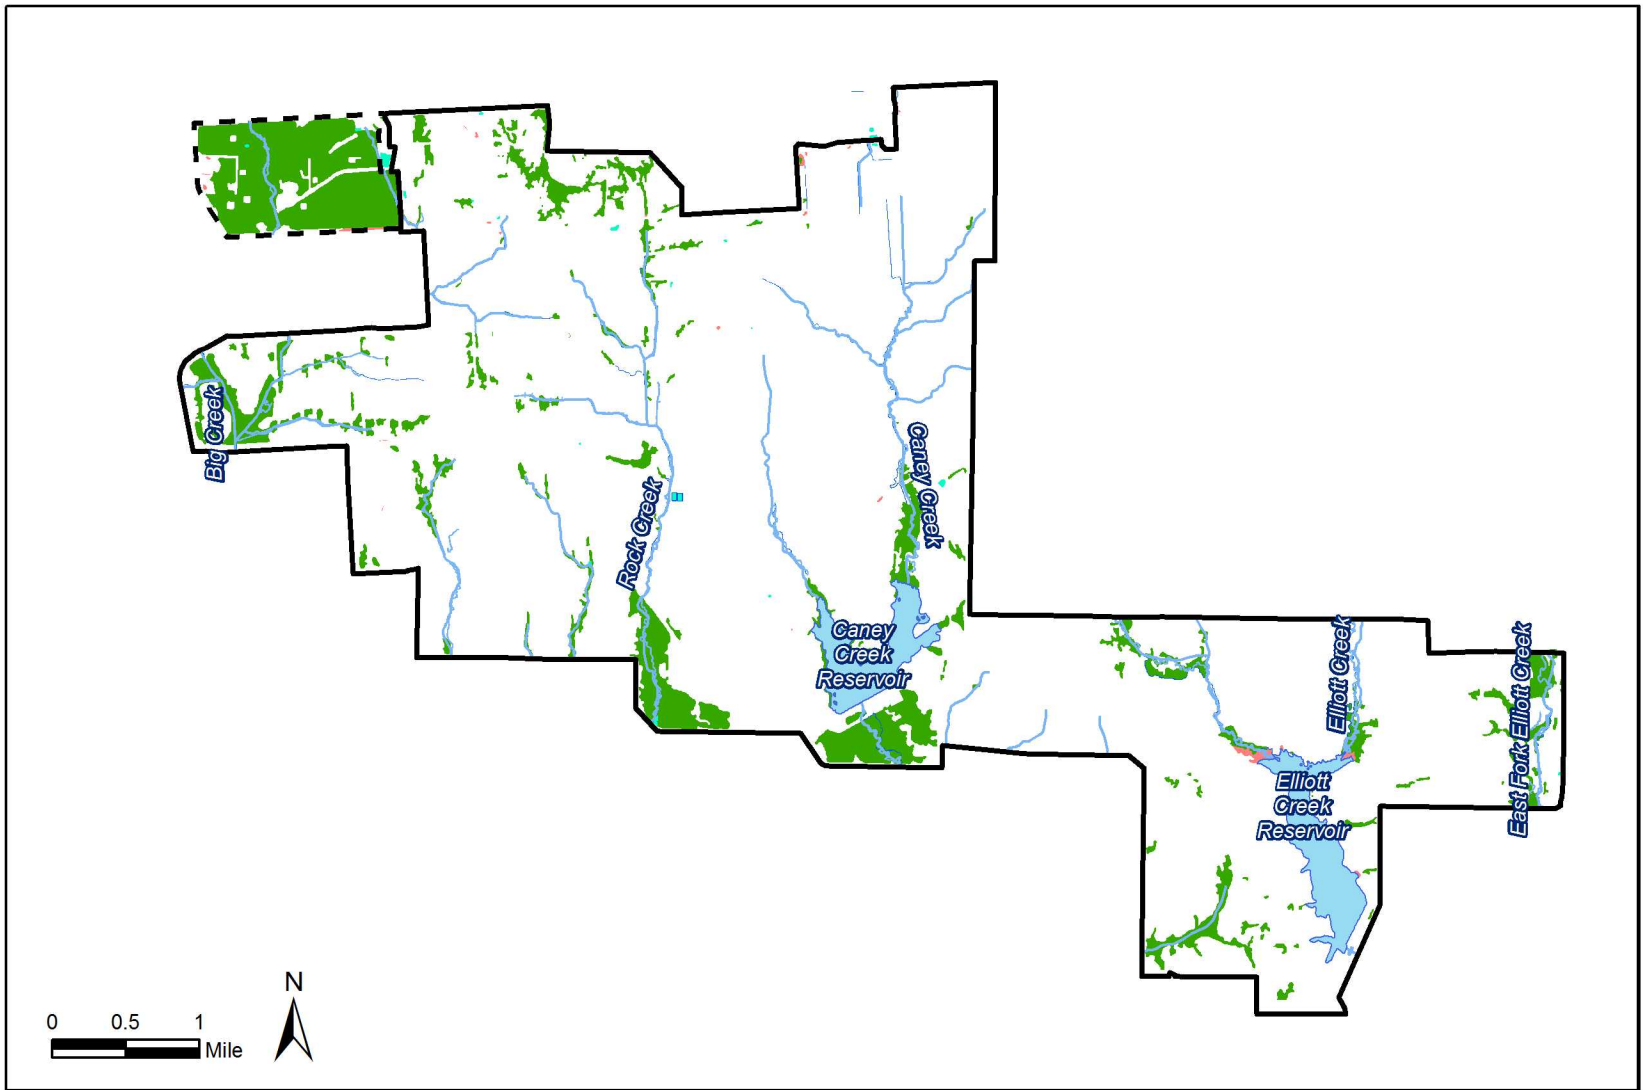 Big Creek
Rock Creek
Caney Creek
Caney
Creek
Reservoir
Elliott Creek
East Fork Elliott Creek
Elliott
Creek
Reservoir
N
0 0.5 1
Mile